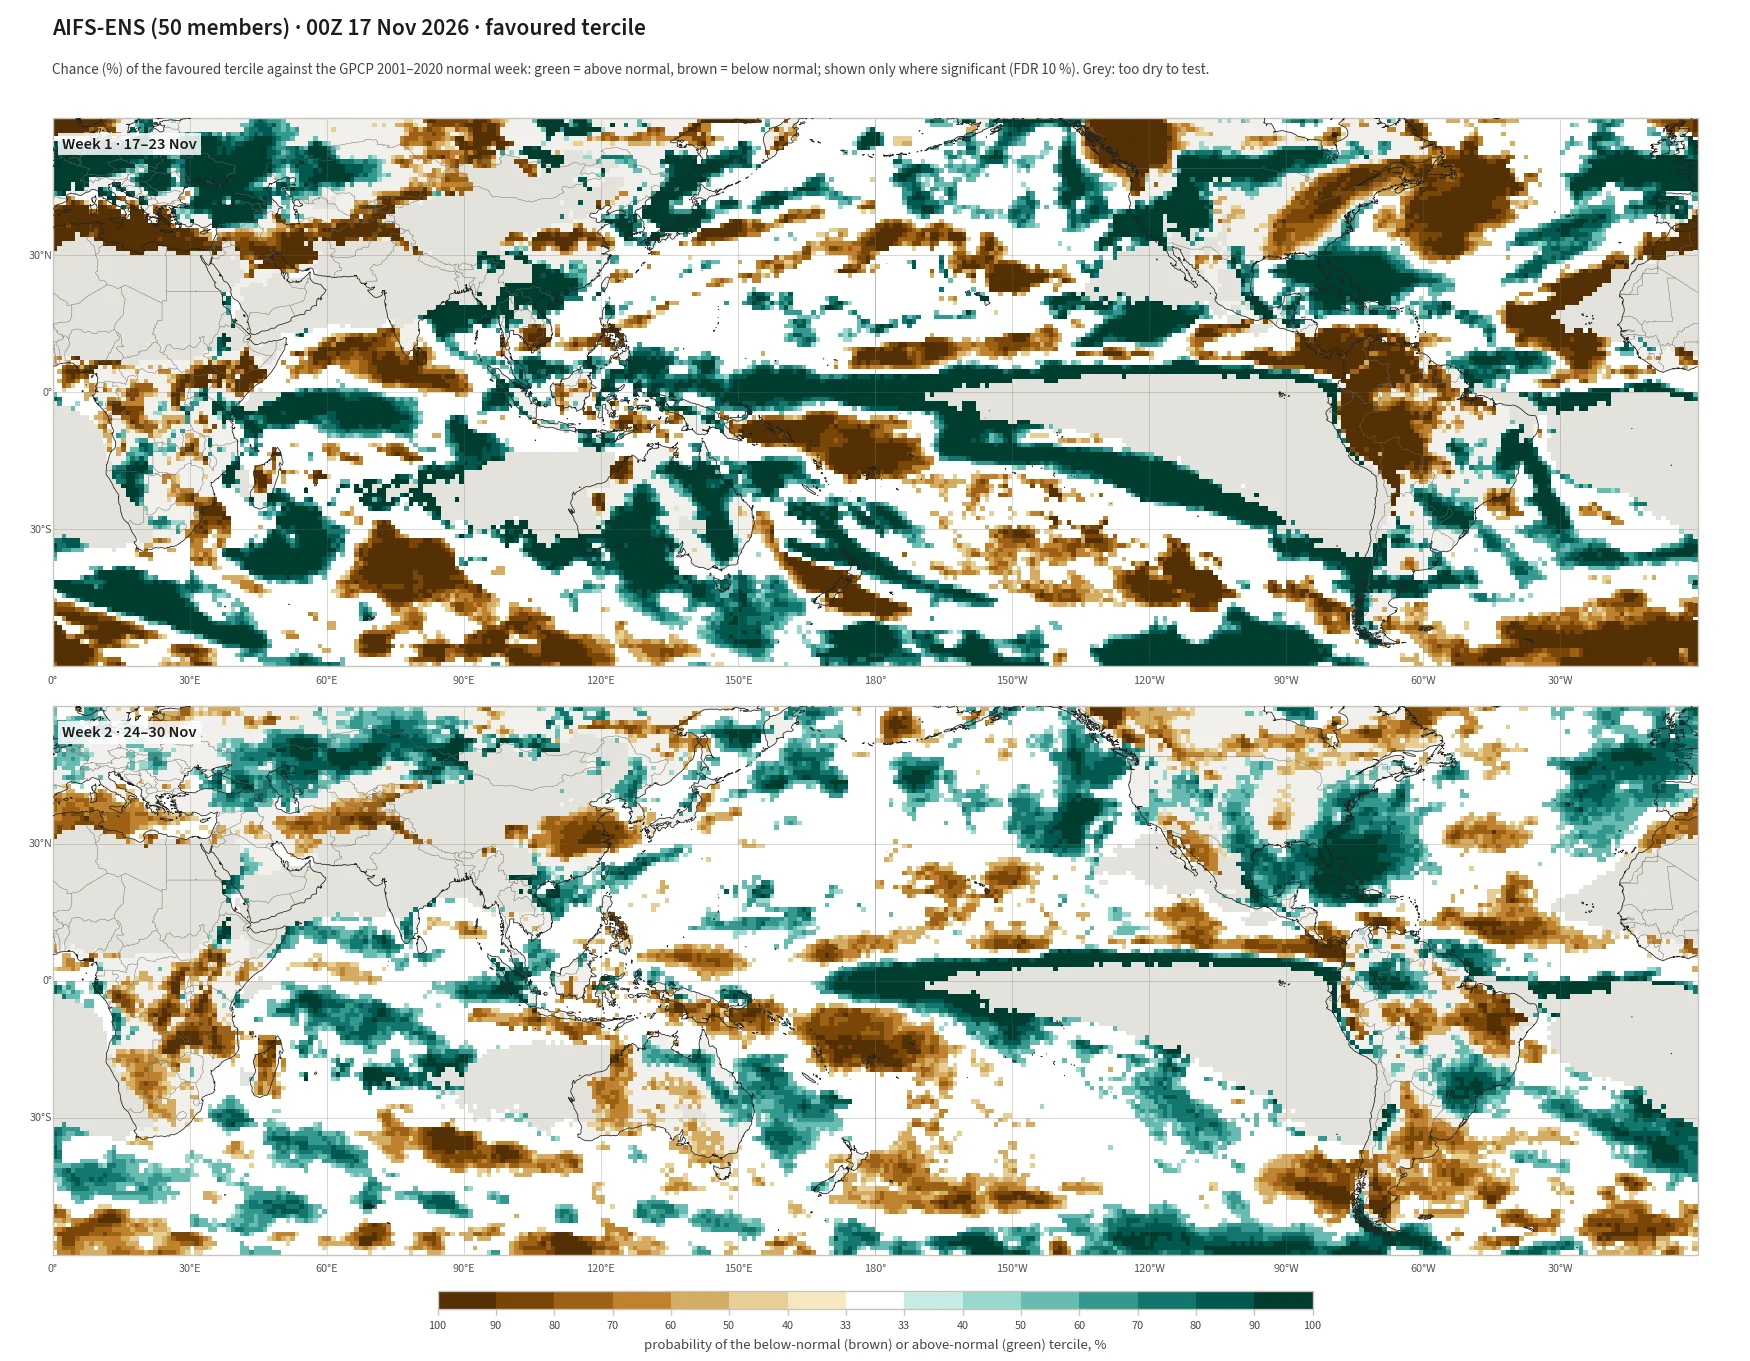 AIFS-ENS (50 members) · 00Z 17 Nov 2026 · favoured tercile
Chance (%) of the favoured tercile against the GPCP 2001–2020 normal week: green = above normal, brown = below normal; shown only where significant (FDR 10 %). Grey: too dry to test.
Week 1 · 17–23 Nov
30°N
0°
30°S
0° 30°E 60°E 90°E 120°E 150°E 180° 150°W 120°W 90°W 60°W 30°W
Week 2 · 24–30 Nov
30°N
0°
30°S
0° 30°E 60°E 90°E 120°E 150°E 180° 150°W 120°W 90°W 60°W 30°W
100 90 80 70 60 50 40 33 33 40 50 60 70 80 90 100
probability of the below-normal (brown) or above-normal (green) tercile, %